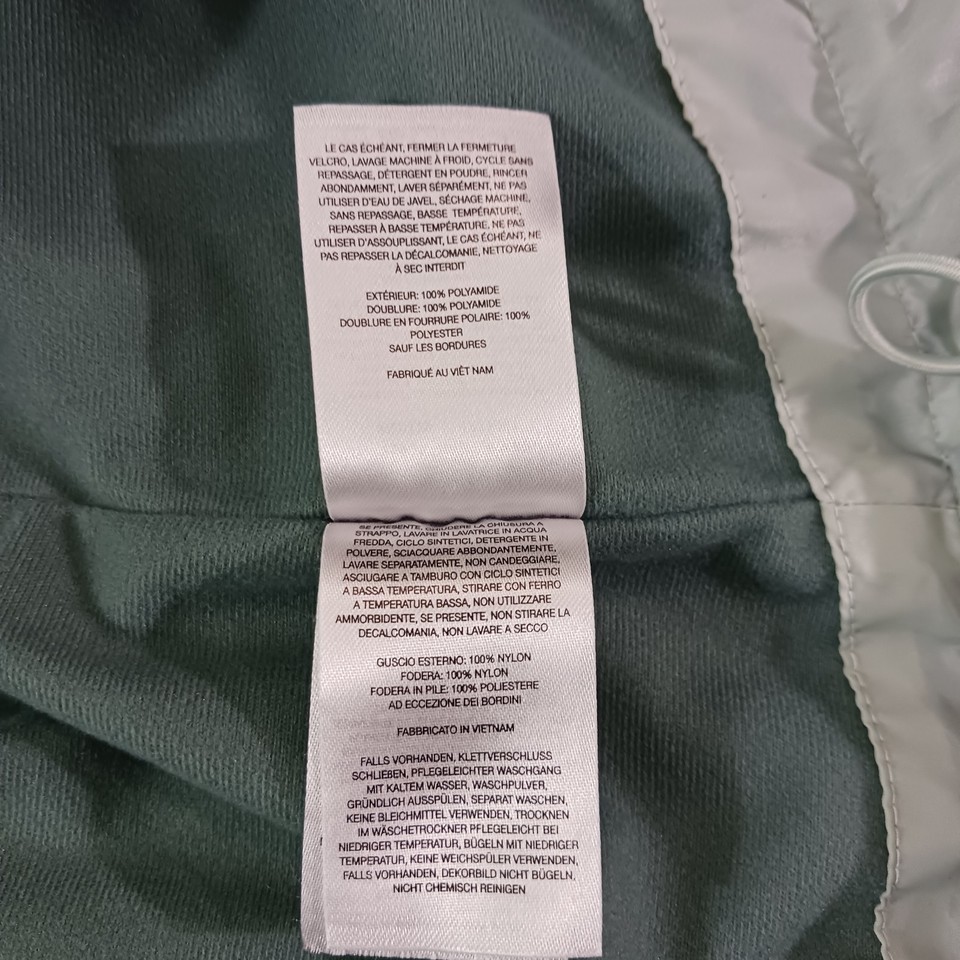 LE CAS ÉCHÉANT, FERMER LA FERMETURE
VELCRO, LAVAGE MACHINE À FROID, CYCLE SANS
REPASSAGE, DÉTERGENT EN POUDRE, RINCER
ABONDAMMENT, LAVER SÉPARÉMENT, NE PAS
UTILISER D'EAU DE JAVEL, SÉCHAGE MACHINE,
SANS REPASSAGE, BASSE TEMPÉRATURE,
REPASSER À BASSE TEMPÉRATURE, NE PAS
UTILISER D'ASSOUPLISSANT, LE CAS ÉCHÉANT, NE
PAS REPASSER LA DÉCALCOMANIE, NETTOYAGE
À SEC INTERDIT
EXTÉRIEUR: 100% POLYAMIDE
DOUBLURE: 100% POLYAMIDE
DOUBLURE EN FOURRURE POLAIRE: 100%
POLYESTER
SAUF LES BORDURES
FABRIQUÉ AU VIÊT NAM
SE PRESENTE, CHIUDERE LA CHIUSURA A
STRAPPO, LAVARE IN LAVATRICE IN ACQUA
FREDDA, CICLO SINTETICI, DETERGENTE IN
POLVERE, SCIACQUARE ABBONDANTEMENTE,
LAVARE SEPARATAMENTE, NON CANDEGGIARE,
ASCIUGARE A TAMBURO CON CICLO SINTETICI
A BASSA TEMPERATURA, STIRARE CON FERRO
A TEMPERATURA BASSA, NON UTILIZZARE
AMMORBIDENTE, SE PRESENTE, NON STIRARE LA
DECALCOMANIA, NON LAVARE A SECCO
GUSCIO ESTERNO: 100% NYLON
FODERA: 100% NYLON
FODERA IN PILE: 100% POLIESTERE
AD ECCEZIONE DEI BORDINI
FABBRICATO IN VIETNAM
FALLS VORHANDEN, KLETTVERSCHLUSS
SCHLIEßEN, PFLEGELEICHTER WASCHGANG
MIT KALTEM WASSER, WASCHPULVER,
GRÜNDLICH AUSSPÜLEN, SEPARAT WASCHEN,
KEINE BLEICHMITTEL VERWENDEN, TROCKNEN
IM WÄSCHETROCKNER PFLEGELEICHT BEI
NIEDRIGER TEMPERATUR, BÜGELN MIT NIEDRIGER
TEMPERATUR, KEINE WEICHSPÜLER VERWENDEN,
FALLS VORHANDEN, DEKORBILD NICHT BÜGELN,
NICHT CHEMISCH REINIGEN